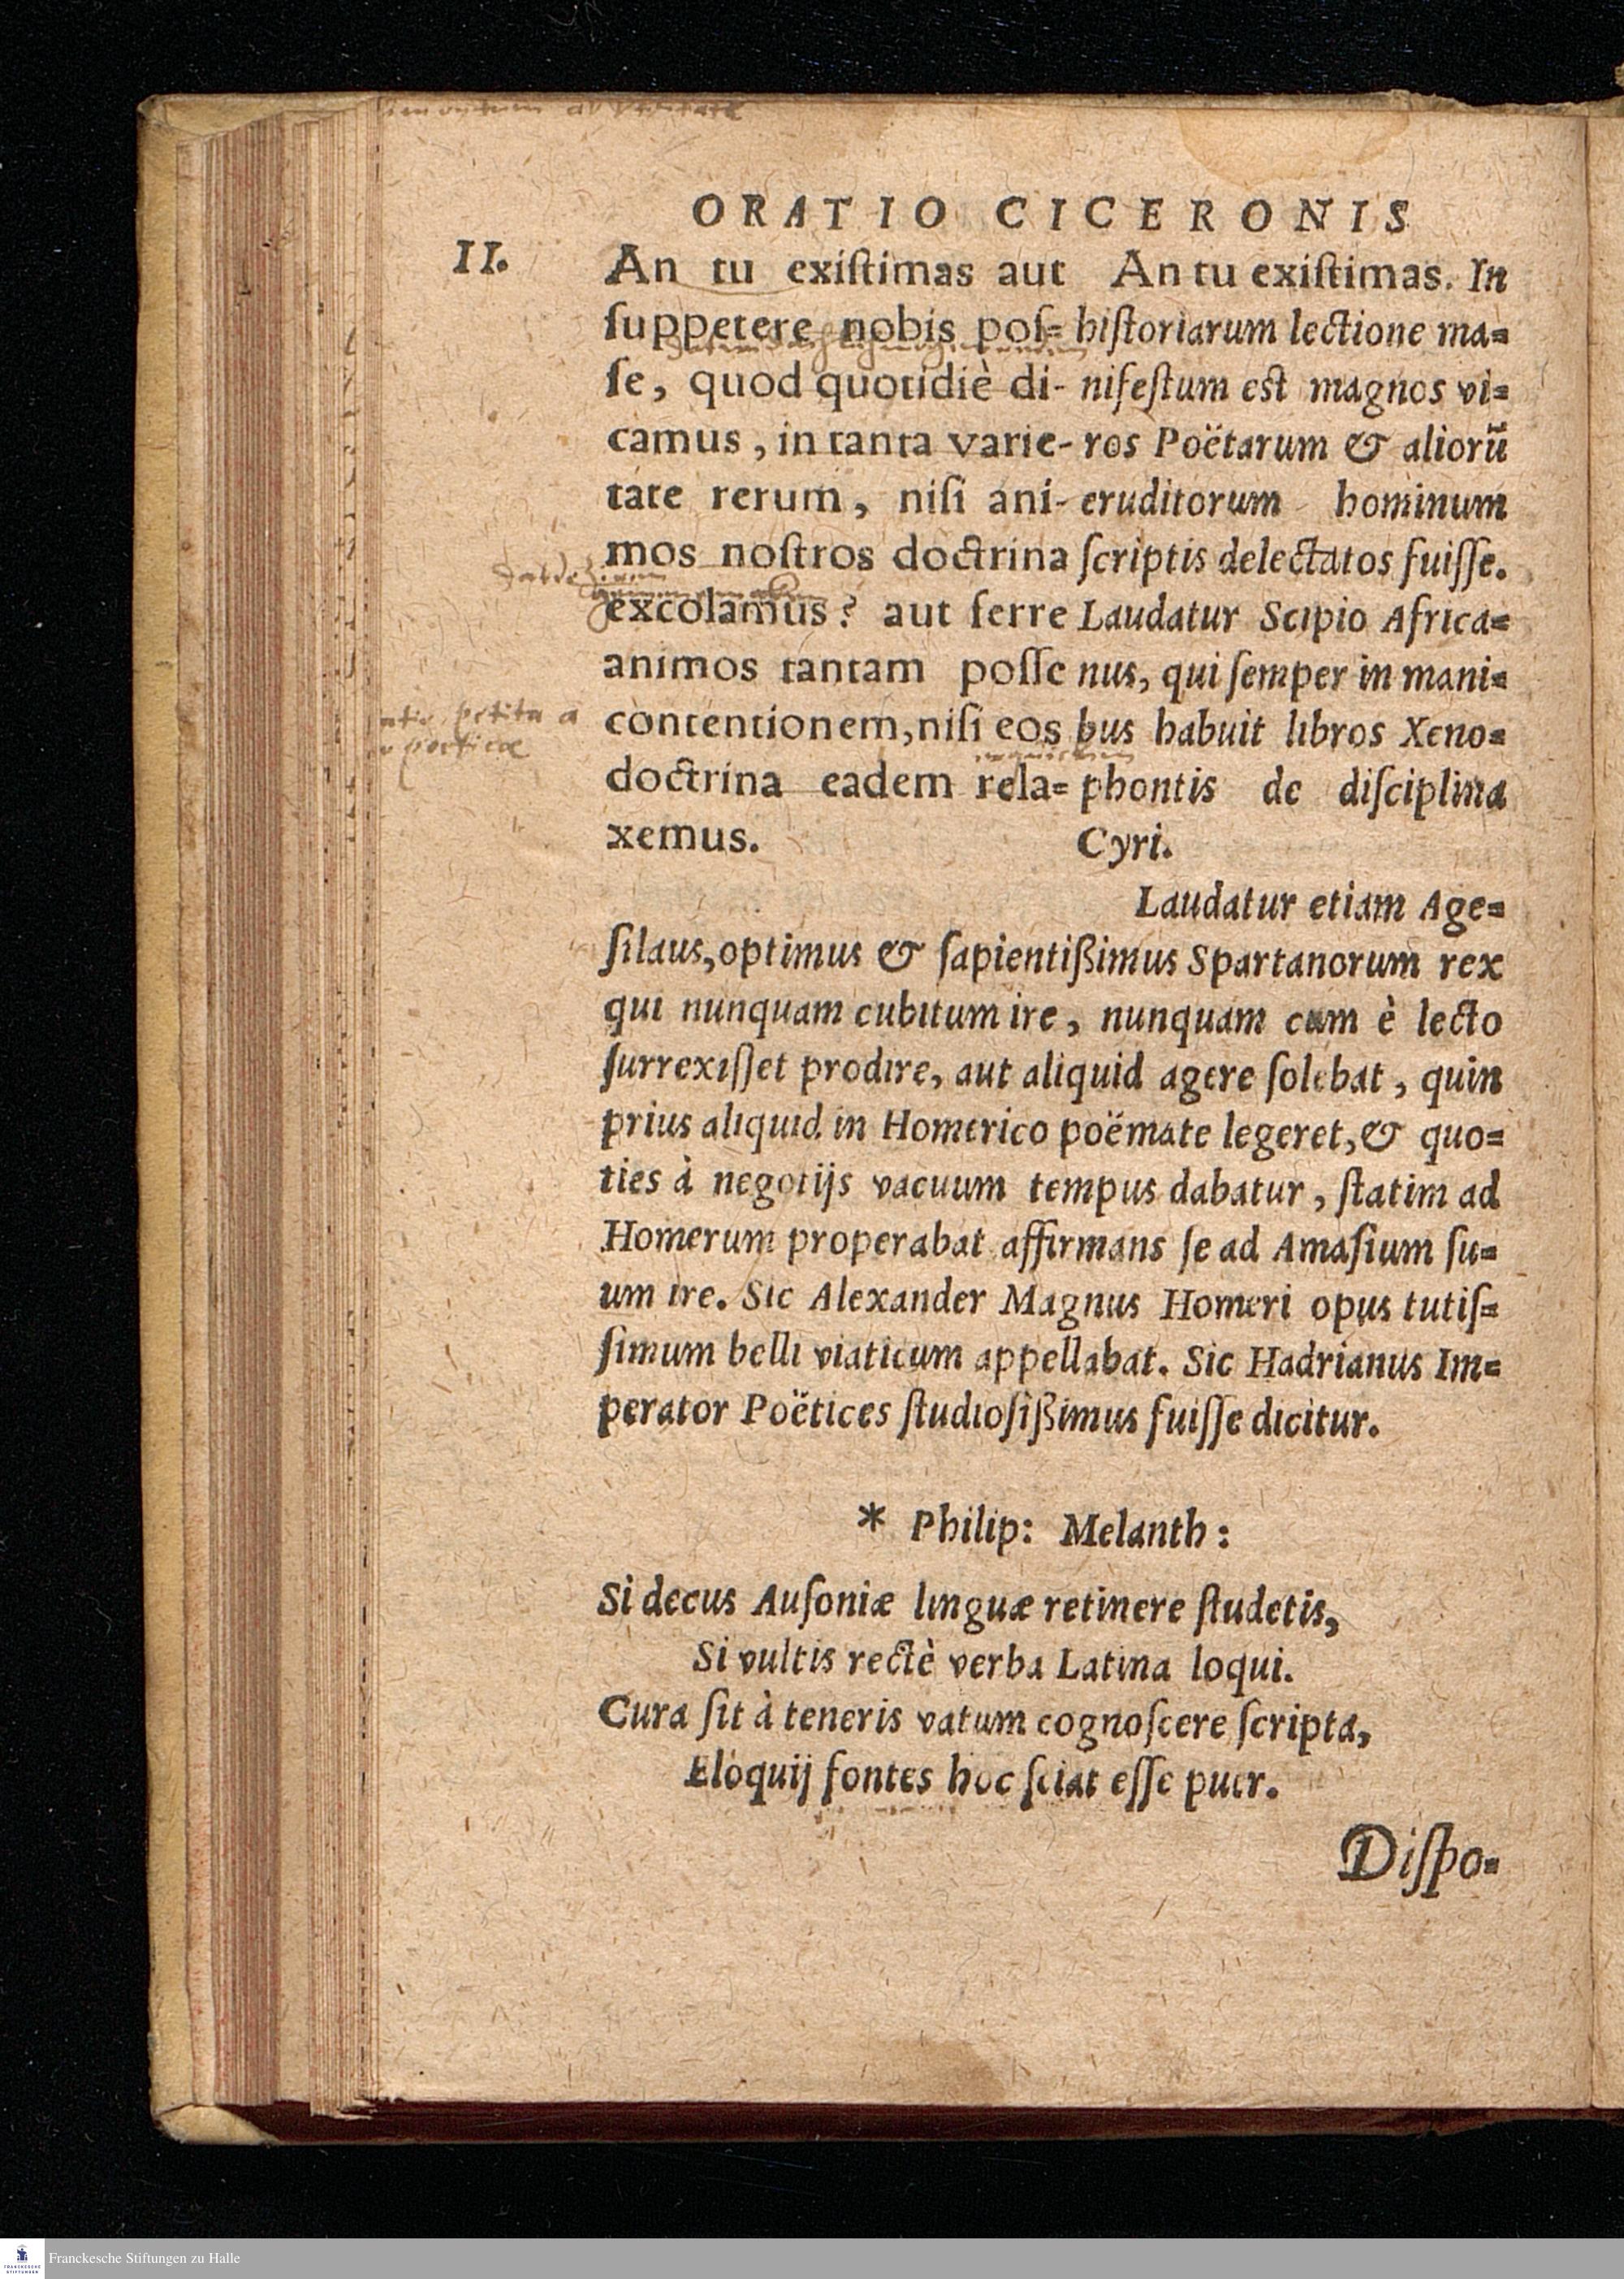 ORATIO CICERONIS
II.
An tu exiſtimas aut
ſuppetere nobis poſ=
ſe, quod quotidiè di-
camus, in tanta varie-
tate rerum, niſi ani-
mos noſtros doctrina
excolamus? aut ferre
animos tantam poſſe
contentionem, niſi eos
doctrina eadem rela=
xemus.
An tu exiſtimas. In
hiſtoriarum lectione ma=
nifeſtum est magnos vi=
ros Poëtarum & aliorũ
eruditorum hominum
ſcriptis delectatos fuiſſe.
Laudatur Scipio Africa=
nus, qui ſemper in mani=
bus habuit libros Xeno=
phontis de diſciplina
Cyri.
Laudatur etiam Age=
ſilaus, optimus & ſapientißimus Spartanorum rex
qui nunquam cubitum ire, nunquam cum è lecto
ſurrexiſſet prodire, aut aliquid agere ſolebat, quin
prius aliquid in Homerico poëmate legeret, & quo=
ties à negotijs vacuum tempus dabatur, ſtatim ad
Homerum properabat affirmans ſe ad Amaſium ſu=
um ire. Sic Alexander Magnus Homeri opus tutiſ=
ſimum belli viaticum appellabat. Sic Hadrianus Im=
perator Poëtices ſtudioſißimus fuiſſe dicitur.
* Philip: Melanth:
Si decus Auſoniæ linguæ retinere ſtudetis,
Si vultis rectè verba Latina loqui.
Cura ſit à teneris vatum cognoſcere ſcripta,
Eloquij fontes hoc ſciat eſſe puer.
Diſpo=
petita a
poeticæ
Franckesche Stiftungen zu Halle
FRANCKESCHE
STIFTUNGEN